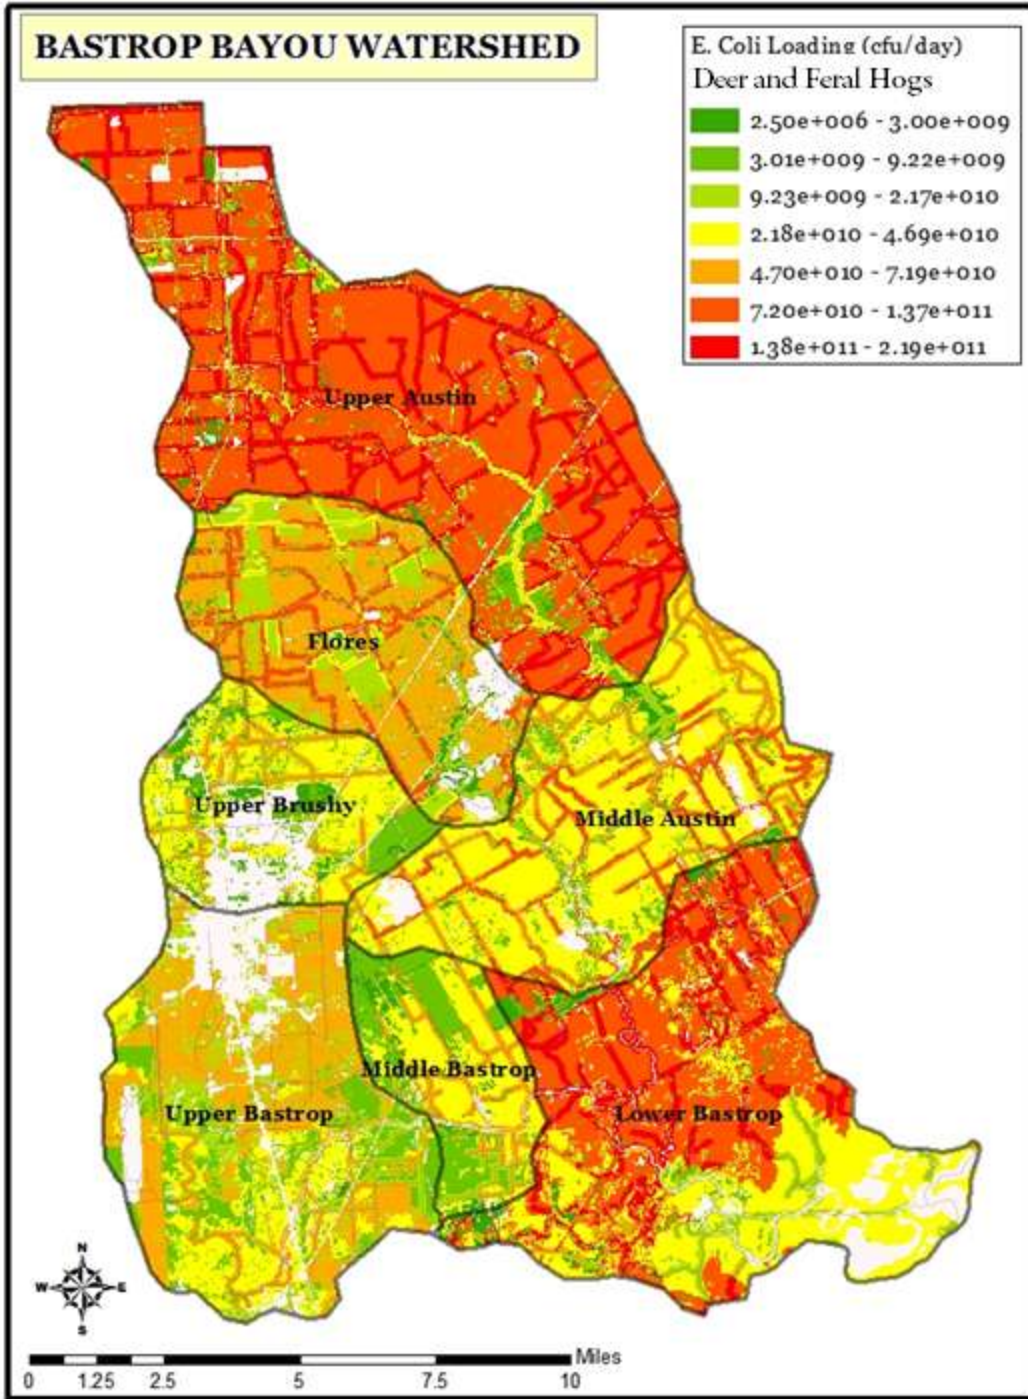 BASTROP BAYOU WATERSHED
E. Coli Loading (cfu/day)
Deer and Feral Hogs
2.50e+006 - 3.00e+009
3.01e+009 - 9.22e+009
9.23e+009 - 2.17e+010
2.18e+010 - 4.69e+010
4.70e+010 - 7.19e+010
7.20e+010 - 1.37e+011
1.38e+011 - 2.19e+011
Upper Austin
Flores
Upper Brushy
Middle Austin
Middle Bastrop
Upper Bastrop
Lower Bastrop
N
W E
S
Miles
0 1.25 2.5 5 7.5 10